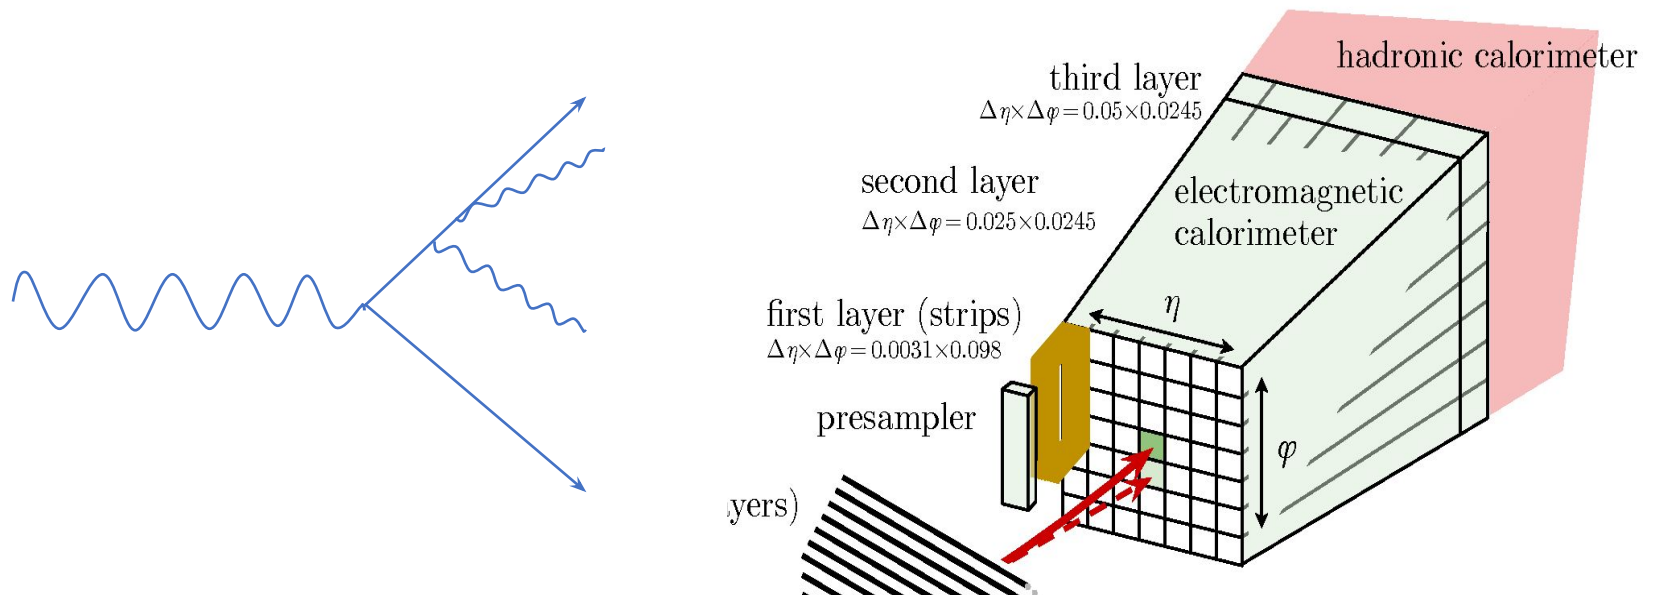 hadronic calorimeter
third layer
Δη×Δφ=0.05×0.0245
second layer
Δη×Δφ=0.025×0.0245
electromagnetic
calorimeter
first layer (strips)
Δη×Δφ=0.0031×0.098
η
presampler
φ
yers)